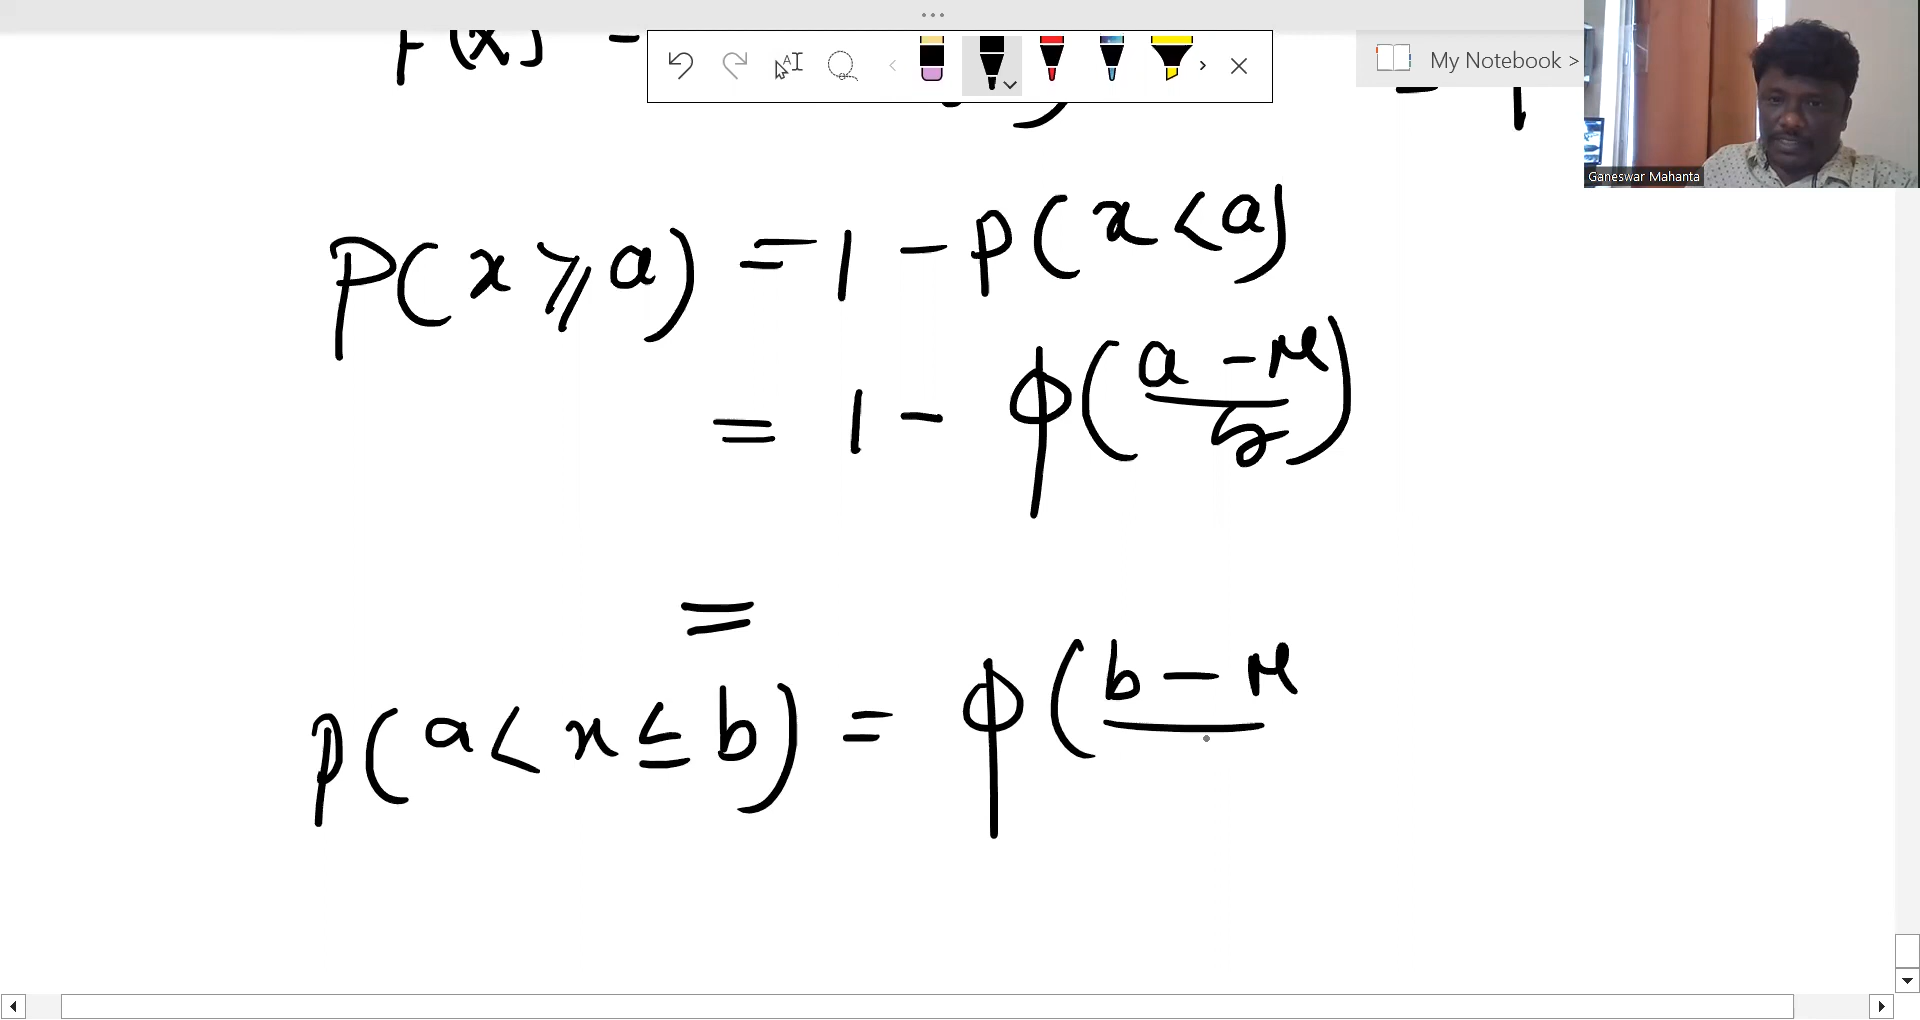 F(x) =
My Notebook >
Ganeswar Mahanta
P(x ⩾ a) = 1 - P(x < a)
= 1 - ϕ((a - μ)/σ)
=
P(a < x ≤ b) = ϕ(b - μ